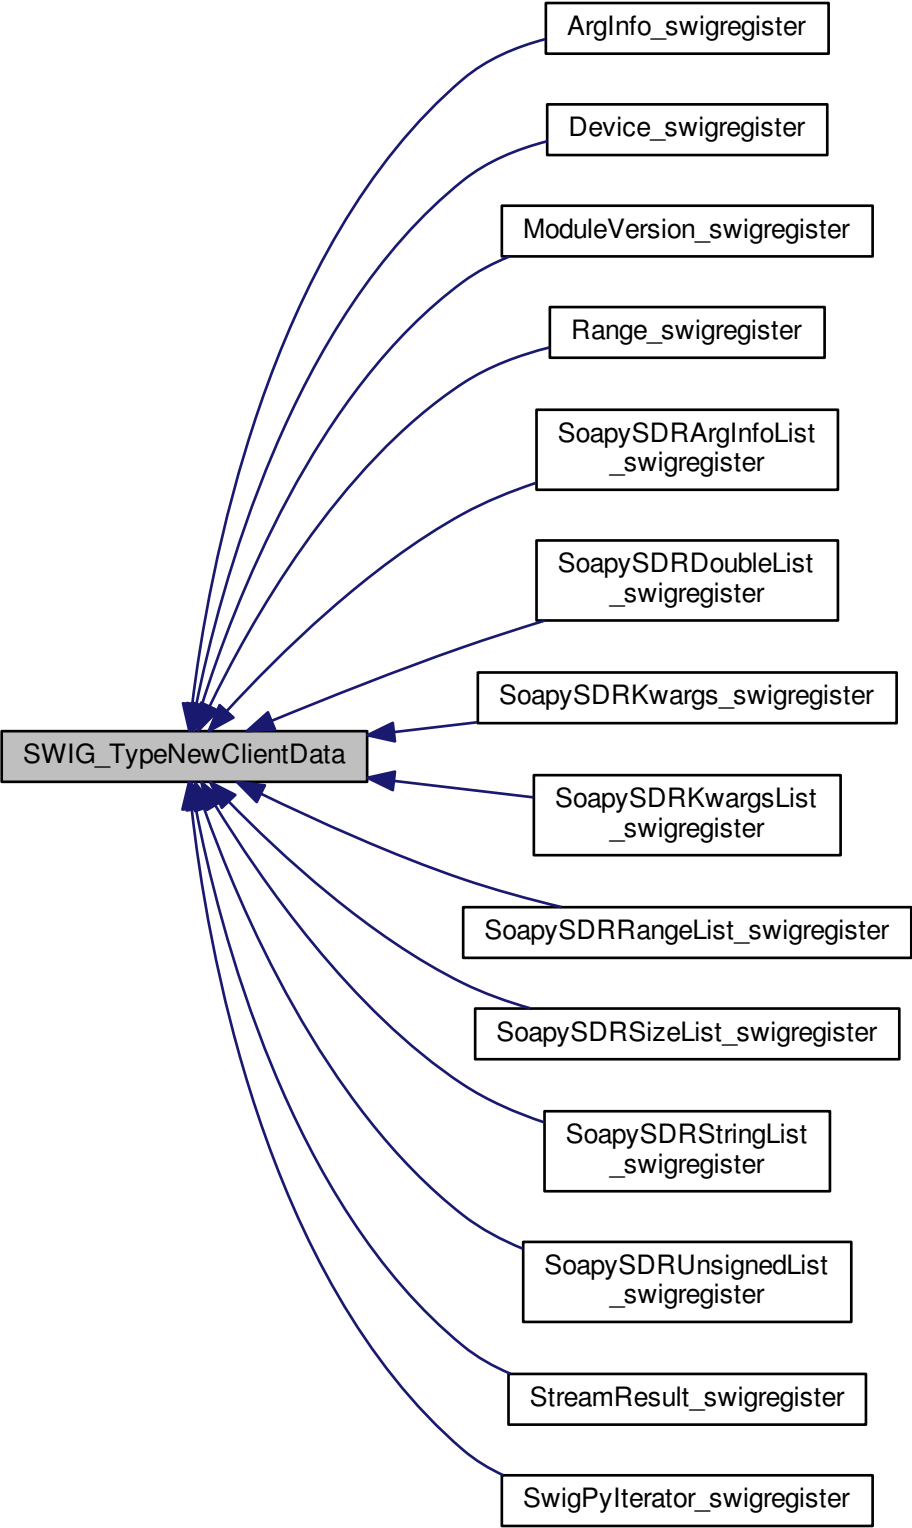 ArgInfo_swigregister
Device_swigregister
ModuleVersion_swigregister
Range_swigregister
SoapySDRArgInfoList
_swigregister
SoapySDRDoubleList
_swigregister
SoapySDRKwargs_swigregister
SWIG_TypeNewClientData
SoapySDRKwargsList
_swigregister
SoapySDRRangeList_swigregister
SoapySDRSizeList_swigregister
SoapySDRStringList
_swigregister
SoapySDRUnsignedList
_swigregister
StreamResult_swigregister
SwigPyIterator_swigregister